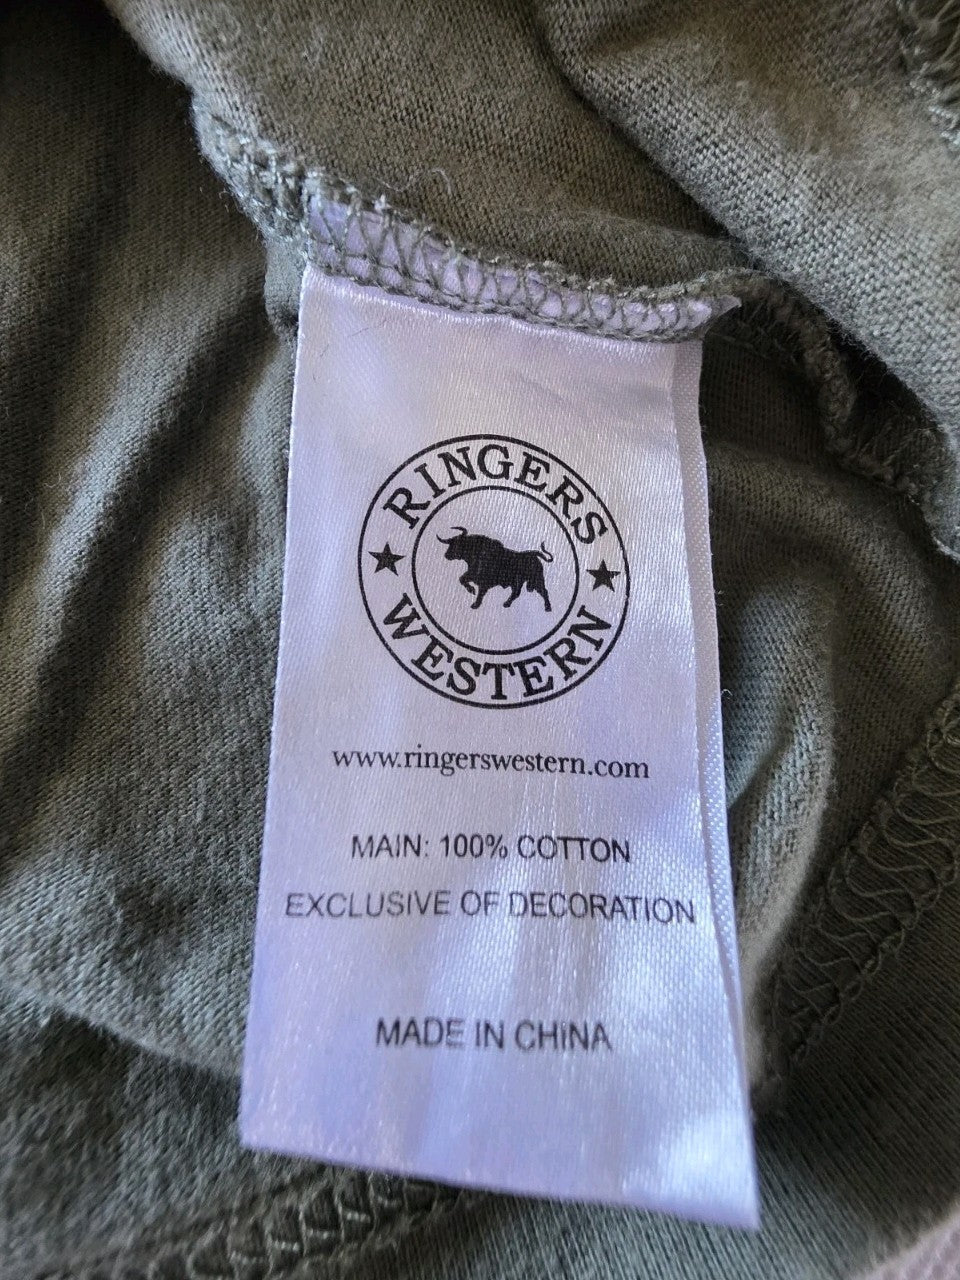 RINGERS
WESTERN
www.ringerswestern.com
MAIN: 100% COTTON
EXCLUSIVE OF DECORATION
MADE IN CHINA